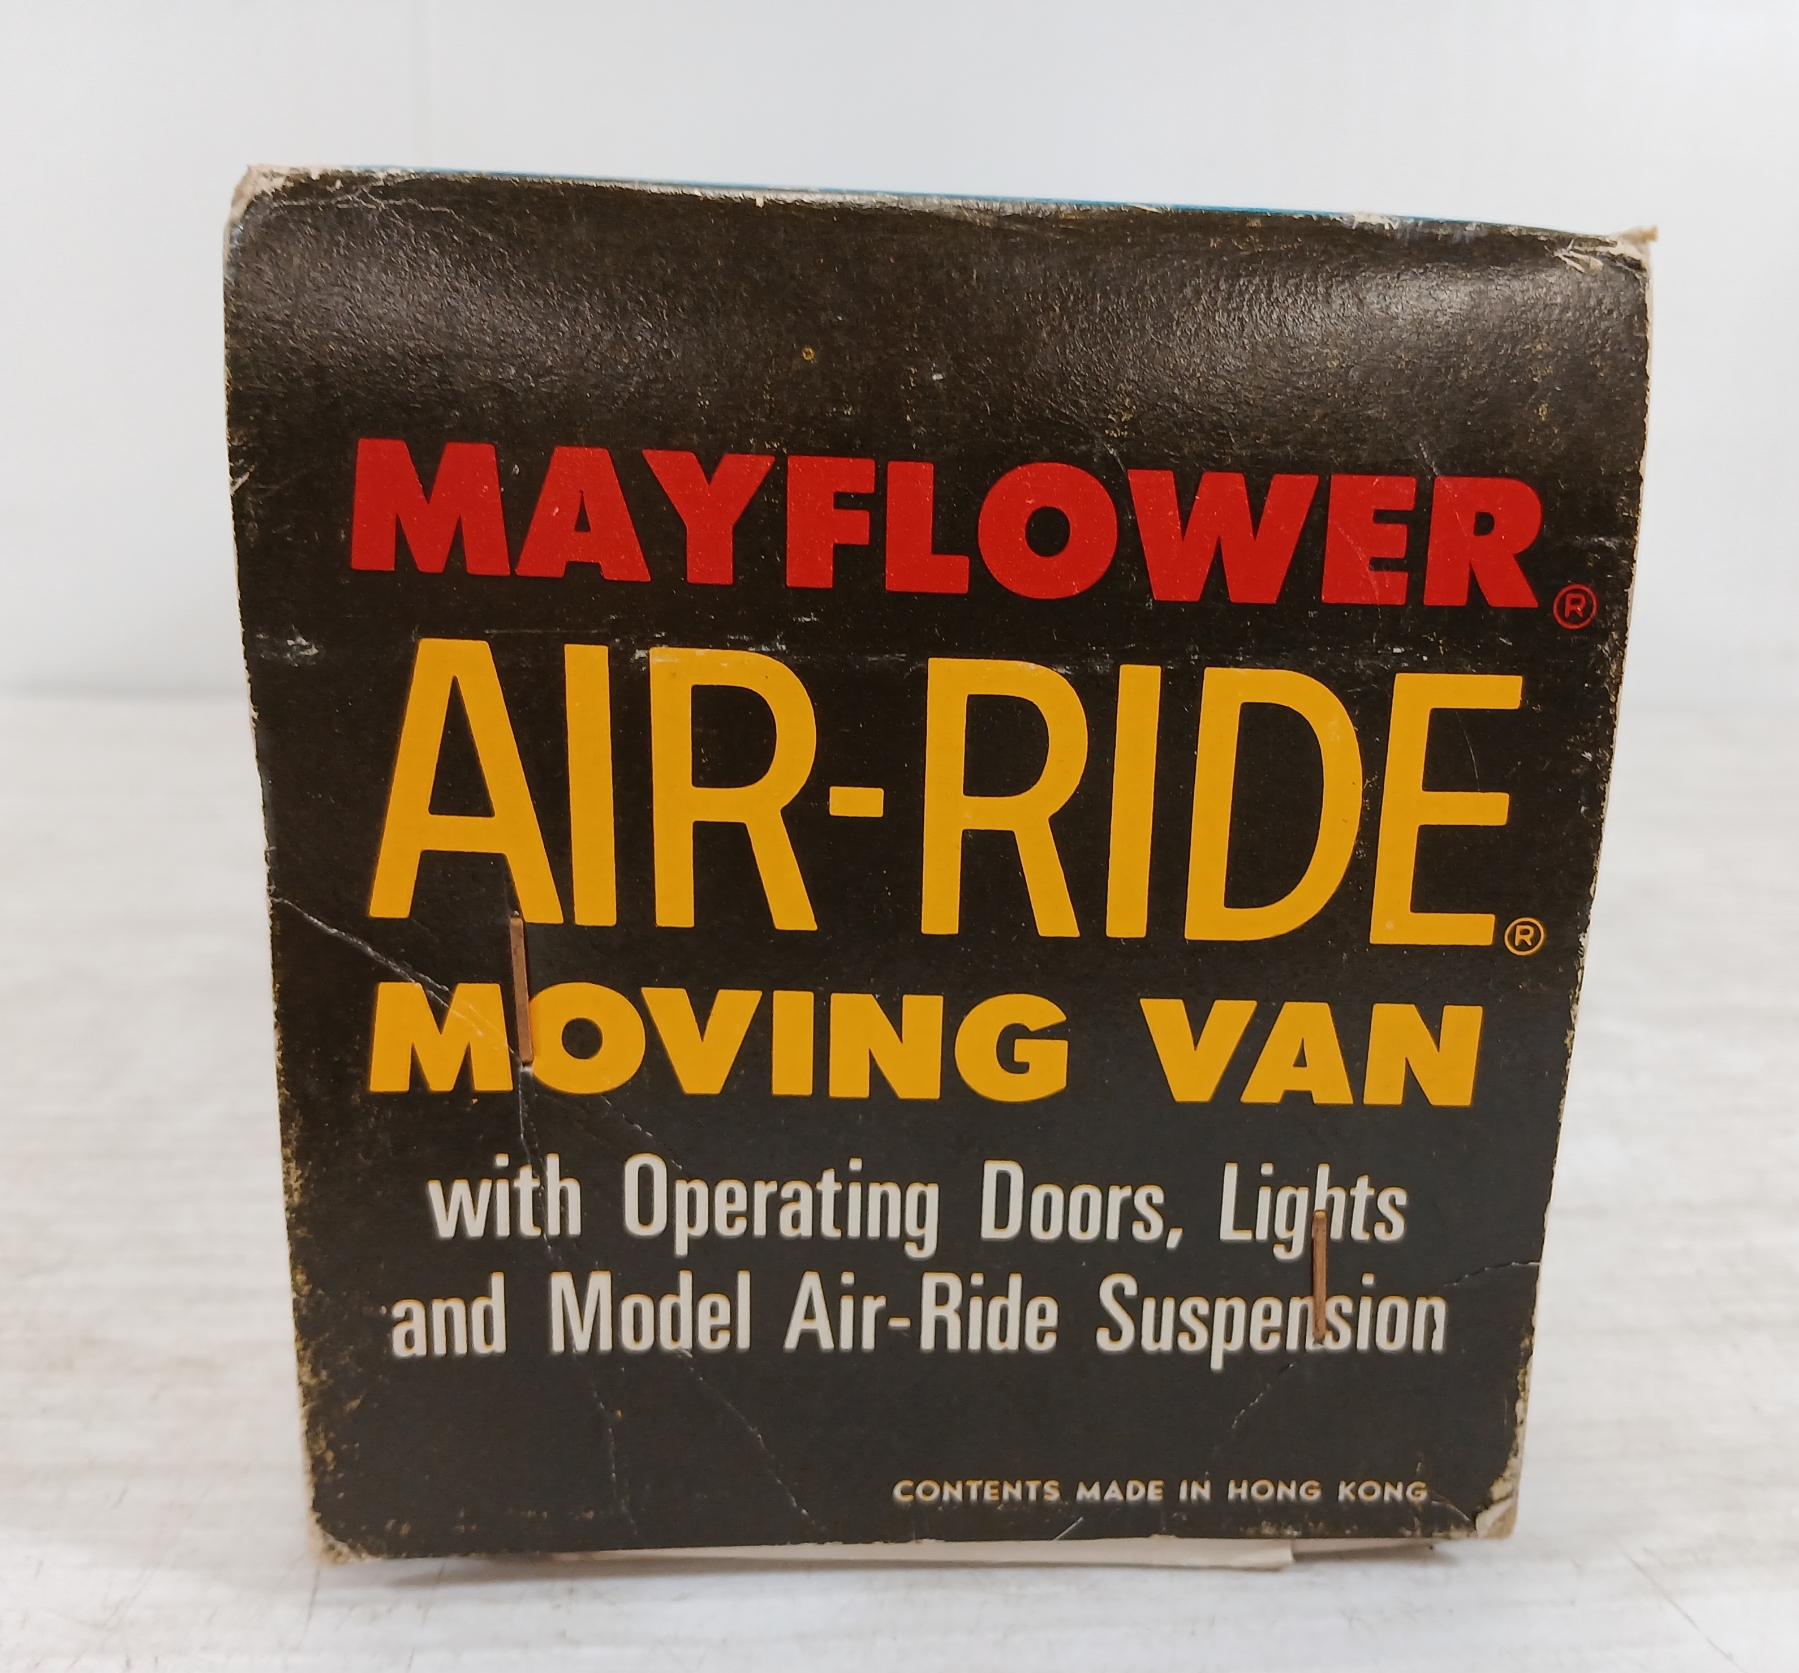 MAYFLOWER®
AIR-RIDE®
MOVING VAN
with Operating Doors, Lights
and Model Air-Ride Suspension
CONTENTS MADE IN HONG KONG